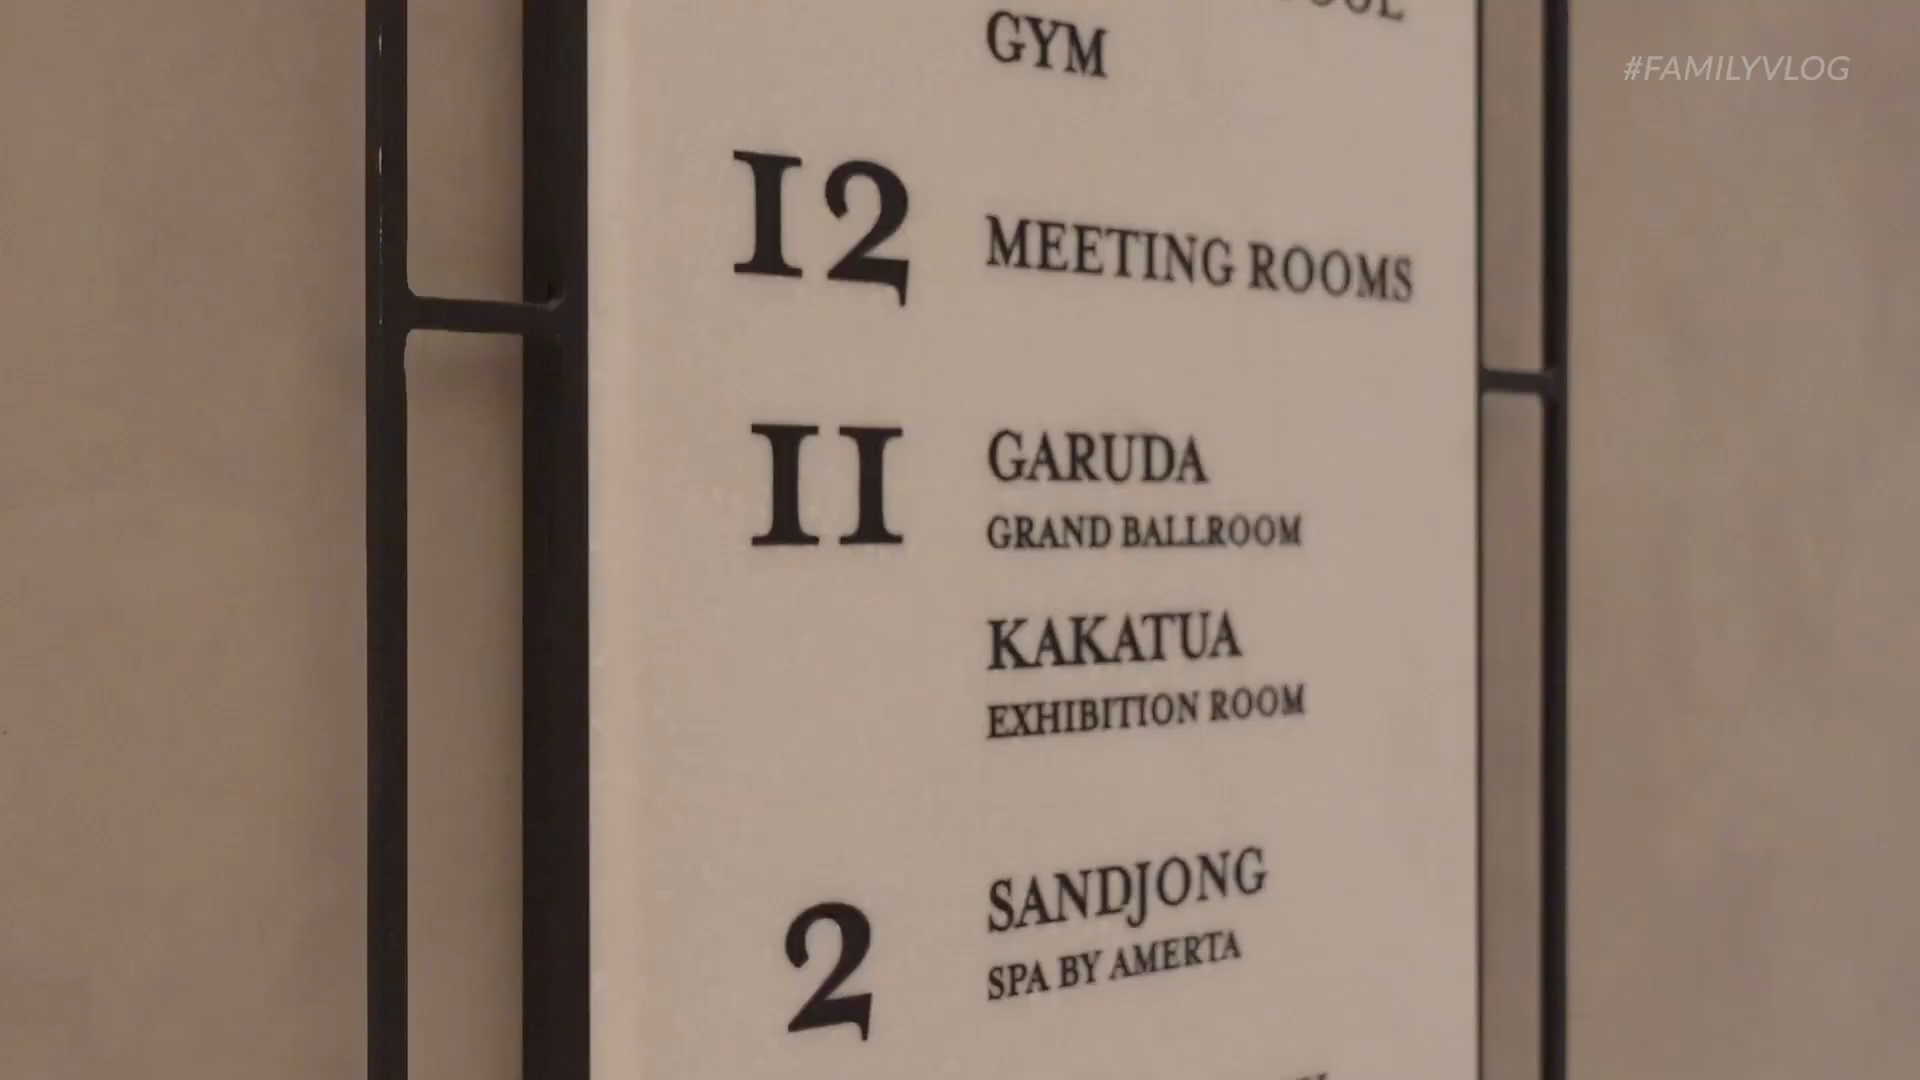 #FAMILYVLOG
GYM
12 MEETING ROOMS
11 GARUDA
GRAND BALLROOM
KAKATUA
EXHIBITION ROOM
2 SANDJONG
SPA BY AMERTA